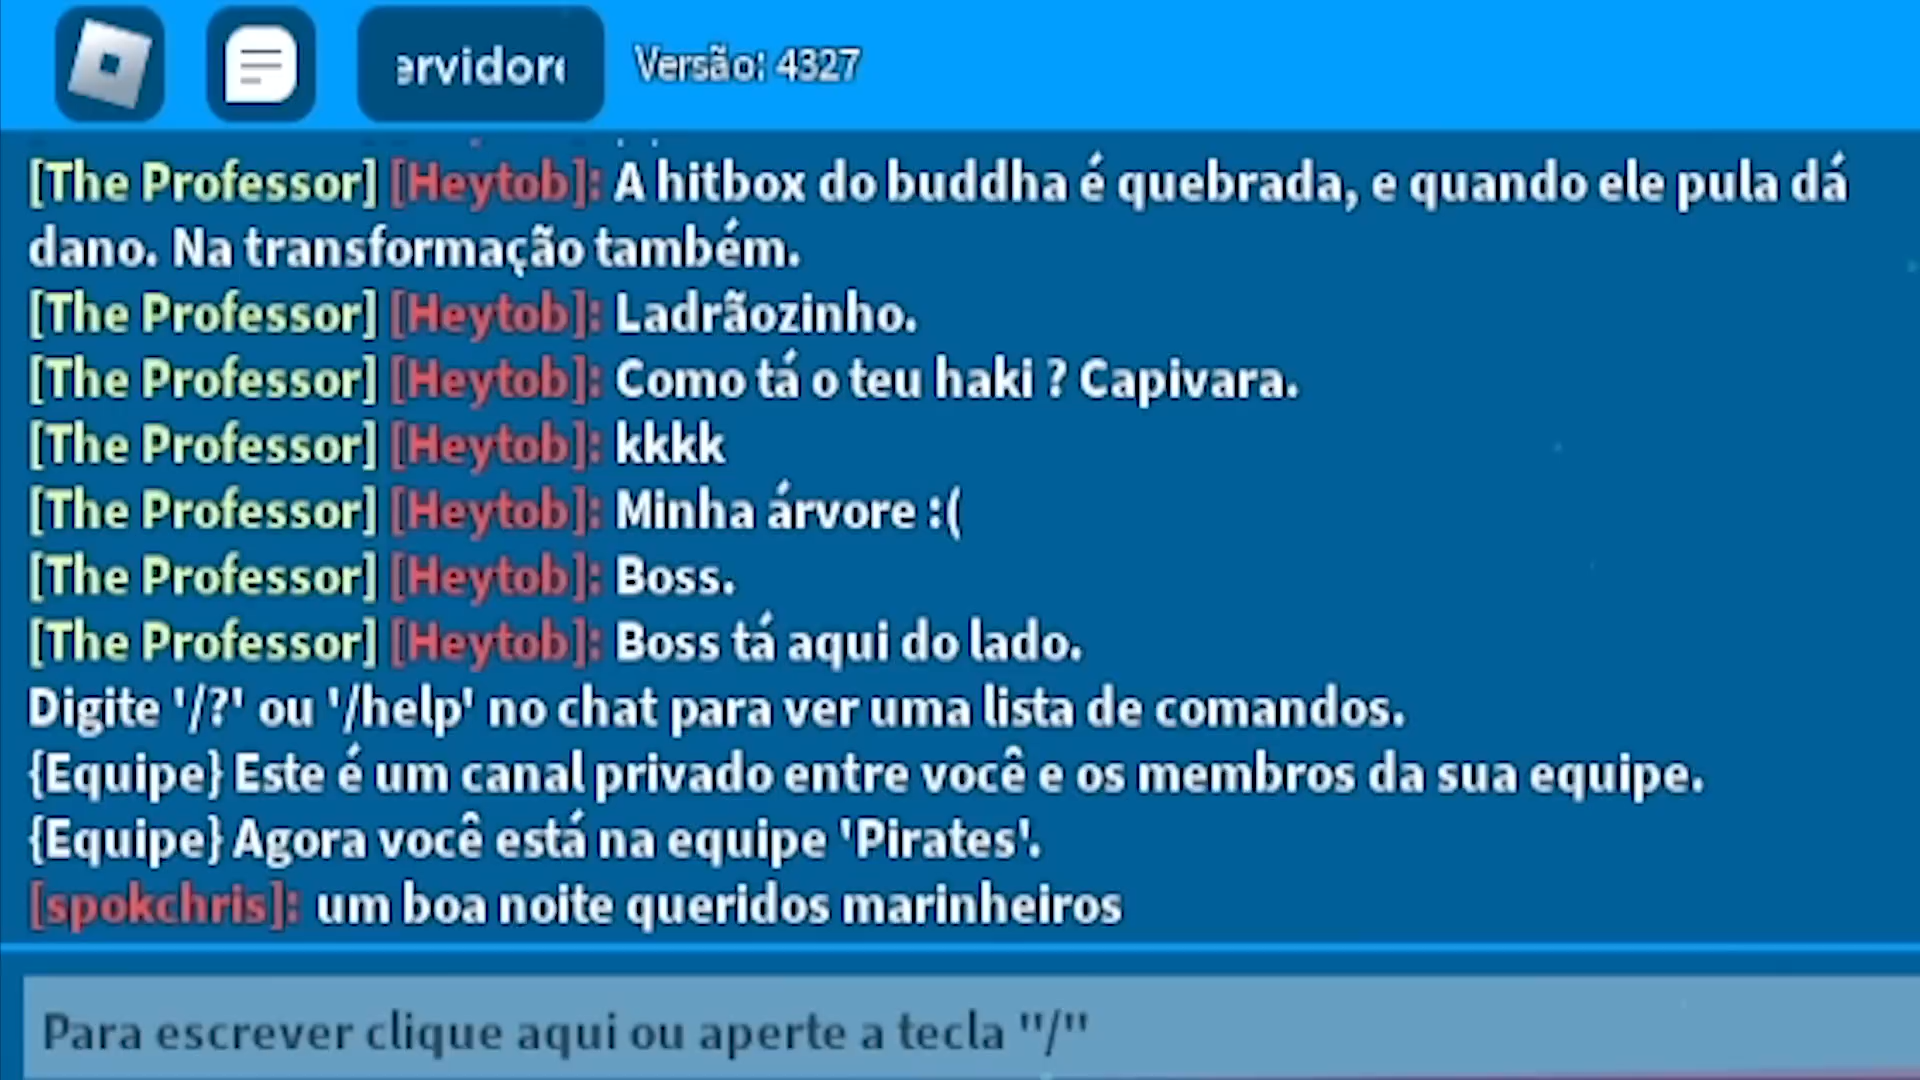 ervidore
Versão: 4327
[The Professor] [Heytob]: A hitbox do buddha é quebrada, e quando ele pula dá
dano. Na transformação também.
[The Professor] [Heytob]: Ladrãozinho.
[The Professor] [Heytob]: Como tá o teu haki ? Capivara.
[The Professor] [Heytob]: kkkk
[The Professor] [Heytob]: Minha árvore :(
[The Professor] [Heytob]: Boss.
[The Professor] [Heytob]: Boss tá aqui do lado.
Digite '/?' ou '/help' no chat para ver uma lista de comandos.
{Equipe} Este é um canal privado entre você e os membros da sua equipe.
{Equipe} Agora você está na equipe 'Pirates'.
[spokchris]: um boa noite queridos marinheiros
Para escrever clique aqui ou aperte a tecla "/"